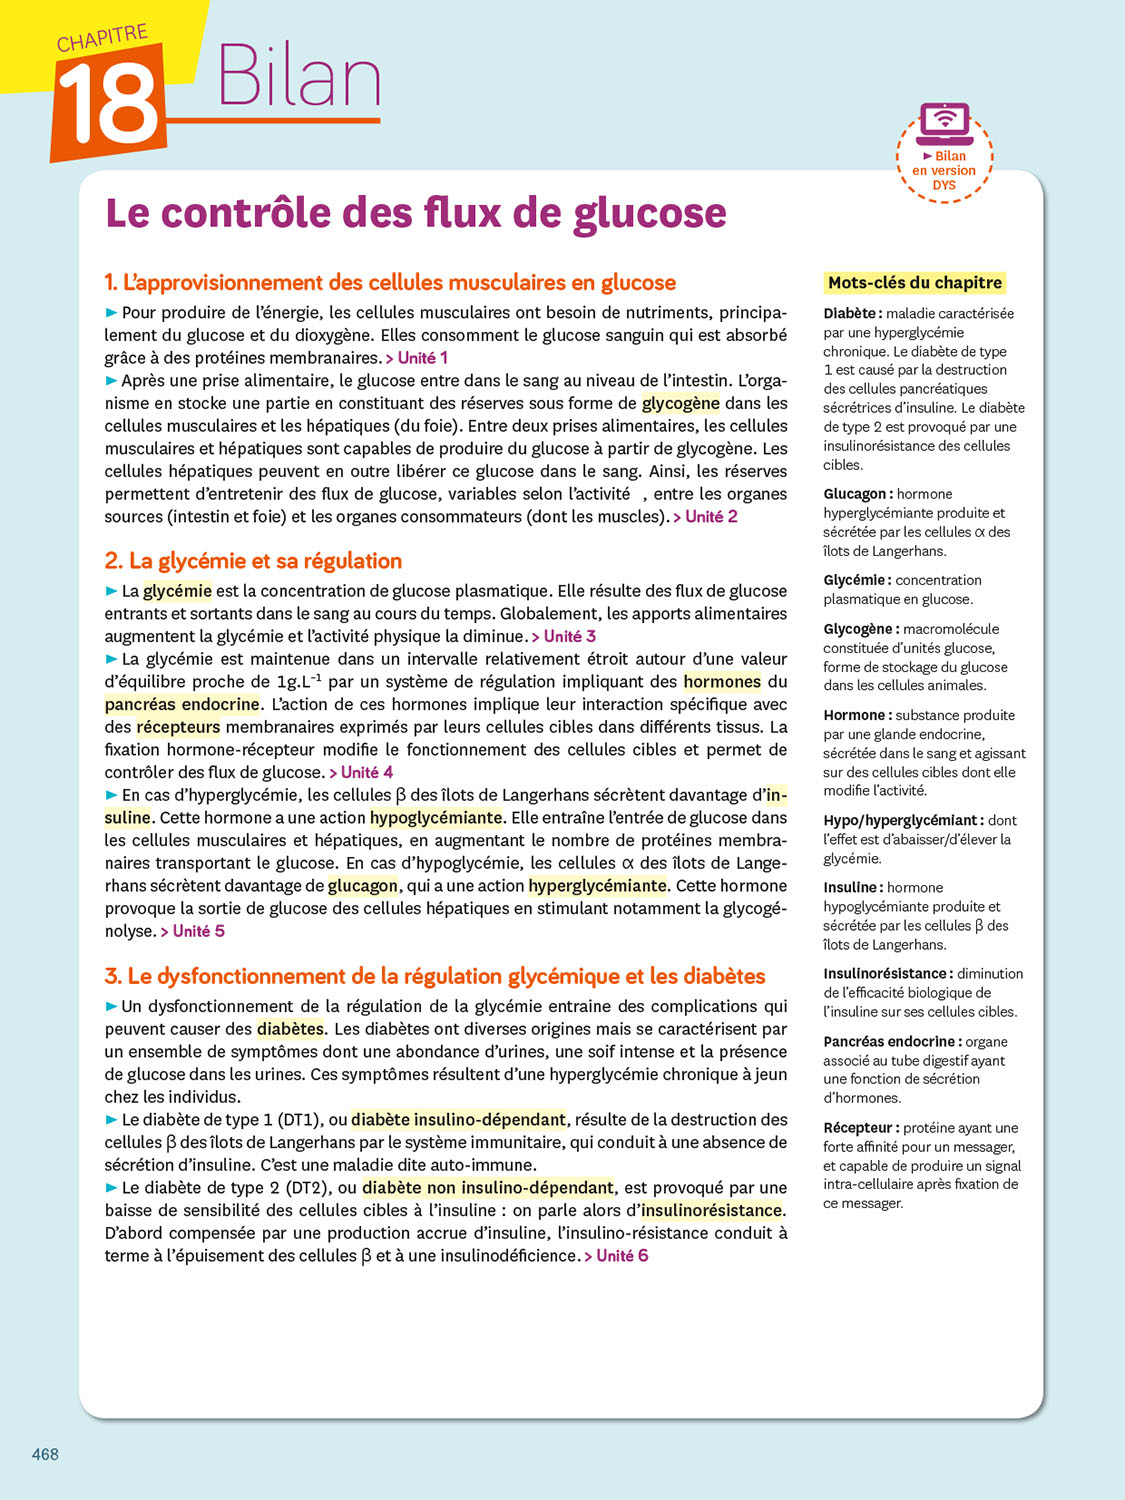 CHAPITRE
18
Bilan
► Bilan
en version
DYS
Le contrôle des flux de glucose
1. L'approvisionnement des cellules musculaires en glucose
► Pour produire de l'énergie, les cellules musculaires ont besoin de nutriments, principa-
lement du glucose et du dioxygène. Elles consomment le glucose sanguin qui est absorbé
grâce à des protéines membranaires. > Unité 1
► Après une prise alimentaire, le glucose entre dans le sang au niveau de l'intestin. L'orga-
nisme en stocke une partie en constituant des réserves sous forme de glycogène dans les
cellules musculaires et les hépatiques (du foie). Entre deux prises alimentaires, les cellules
musculaires et hépatiques sont capables de produire du glucose à partir de glycogène. Les
cellules hépatiques peuvent en outre libérer ce glucose dans le sang. Ainsi, les réserves
permettent d'entretenir des flux de glucose, variables selon l'activité , entre les organes
sources (intestin et foie) et les organes consommateurs (dont les muscles). > Unité 2
2. La glycémie et sa régulation
► La glycémie est la concentration de glucose plasmatique. Elle résulte des flux de glucose
entrants et sortants dans le sang au cours du temps. Globalement, les apports alimentaires
augmentent la glycémie et l'activité physique la diminue. > Unité 3
► La glycémie est maintenue dans un intervalle relativement étroit autour d'une valeur
d'équilibre proche de 1g.L⁻¹ par un système de régulation impliquant des hormones du
pancréas endocrine. L'action de ces hormones implique leur interaction spécifique avec
des récepteurs membranaires exprimés par leurs cellules cibles dans différents tissus. La
fixation hormone-récepteur modifie le fonctionnement des cellules cibles et permet de
contrôler des flux de glucose. > Unité 4
► En cas d'hyperglycémie, les cellules β des îlots de Langerhans sécrètent davantage d'in-
suline. Cette hormone a une action hypoglycémiante. Elle entraîne l'entrée de glucose dans
les cellules musculaires et hépatiques, en augmentant le nombre de protéines membra-
naires transportant le glucose. En cas d'hypoglycémie, les cellules α des îlots de Lange-
rhans sécrètent davantage de glucagon, qui a une action hyperglycémiante. Cette hormone
provoque la sortie de glucose des cellules hépatiques en stimulant notamment la glycogé-
nolyse. > Unité 5
3. Le dysfonctionnement de la régulation glycémique et les diabètes
► Un dysfonctionnement de la régulation de la glycémie entraine des complications qui
peuvent causer des diabètes. Les diabètes ont diverses origines mais se caractérisent par
un ensemble de symptômes dont une abondance d'urines, une soif intense et la présence
de glucose dans les urines. Ces symptômes résultent d'une hyperglycémie chronique à jeun
chez les individus.
► Le diabète de type 1 (DT1), ou diabète insulino-dépendant, résulte de la destruction des
cellules β des îlots de Langerhans par le système immunitaire, qui conduit à une absence de
sécrétion d'insuline. C'est une maladie dite auto-immune.
► Le diabète de type 2 (DT2), ou diabète non insulino-dépendant, est provoqué par une
baisse de sensibilité des cellules cibles à l'insuline : on parle alors d'insulinorésistance.
D'abord compensée par une production accrue d'insuline, l'insulino-résistance conduit à
terme à l'épuisement des cellules β et à une insulinodéficience. > Unité 6
Mots-clés du chapitre
Diabète : maladie caractérisée
par une hyperglycémie
chronique. Le diabète de type
1 est causé par la destruction
des cellules pancréatiques
sécrétrices d'insuline. Le diabète
de type 2 est provoqué par une
insulinorésistance des cellules
cibles.
Glucagon : hormone
hyperglycémiante produite et
sécrétée par les cellules α des
îlots de Langerhans.
Glycémie : concentration
plasmatique en glucose.
Glycogène : macromolécule
constituée d'unités glucose,
forme de stockage du glucose
dans les cellules animales.
Hormone : substance produite
par une glande endocrine,
sécrétée dans le sang et agissant
sur des cellules cibles dont elle
modifie l'activité.
Hypo/hyperglycémiant : dont
l'effet est d'abaisser/d'élever la
glycémie.
Insuline : hormone
hypoglycémiante produite et
sécrétée par les cellules β des
îlots de Langerhans.
Insulinorésistance : diminution
de l'efficacité biologique de
l'insuline sur ses cellules cibles.
Pancréas endocrine : organe
associé au tube digestif ayant
une fonction de sécrétion
d'hormones.
Récepteur : protéine ayant une
forte affinité pour un messager,
et capable de produire un signal
intra-cellulaire après fixation de
ce messager.
468